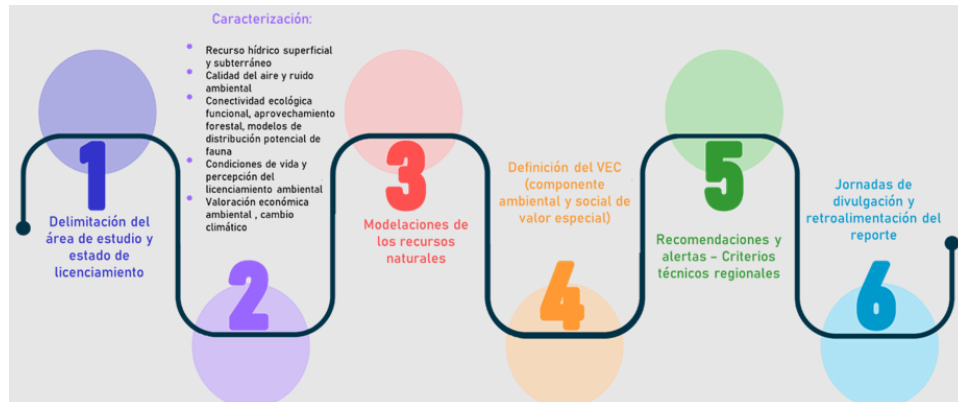 1
Delimitación del
área de estudio y
estado de
licenciamiento
Caracterización:
• Recurso hídrico superficial
y subterráneo
• Calidad del aire y ruido
ambiental
• Conectividad ecológica
funcional, aprovechamiento
forestal, modelos de
distribución potencial de
fauna
• Condiciones de vida y
percepción del
licenciamiento ambiental
• Valoración económica
ambiental , cambio
climático
2
3
Modelaciones de
los recursos
naturales
Definición del VEC
(componente
ambiental y social de
valor especial)
4
5
Recomendaciones y
alertas – Criterios
técnicos regionales
Jornadas de
divulgación y
retroalimentación del
reporte
6